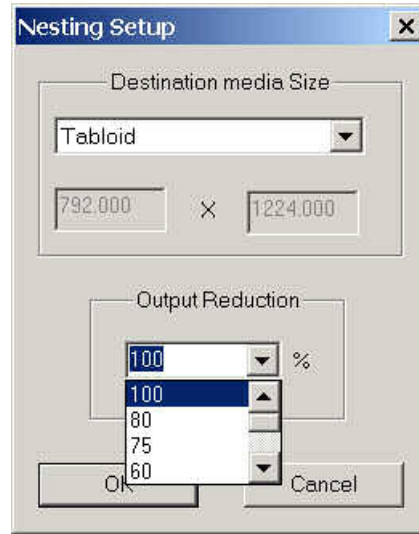 Nesting Setup
Destination media Size
Tabloid
792.000 X 1224.000
Output Reduction
100 %
100
80
75
60
OK Cancel